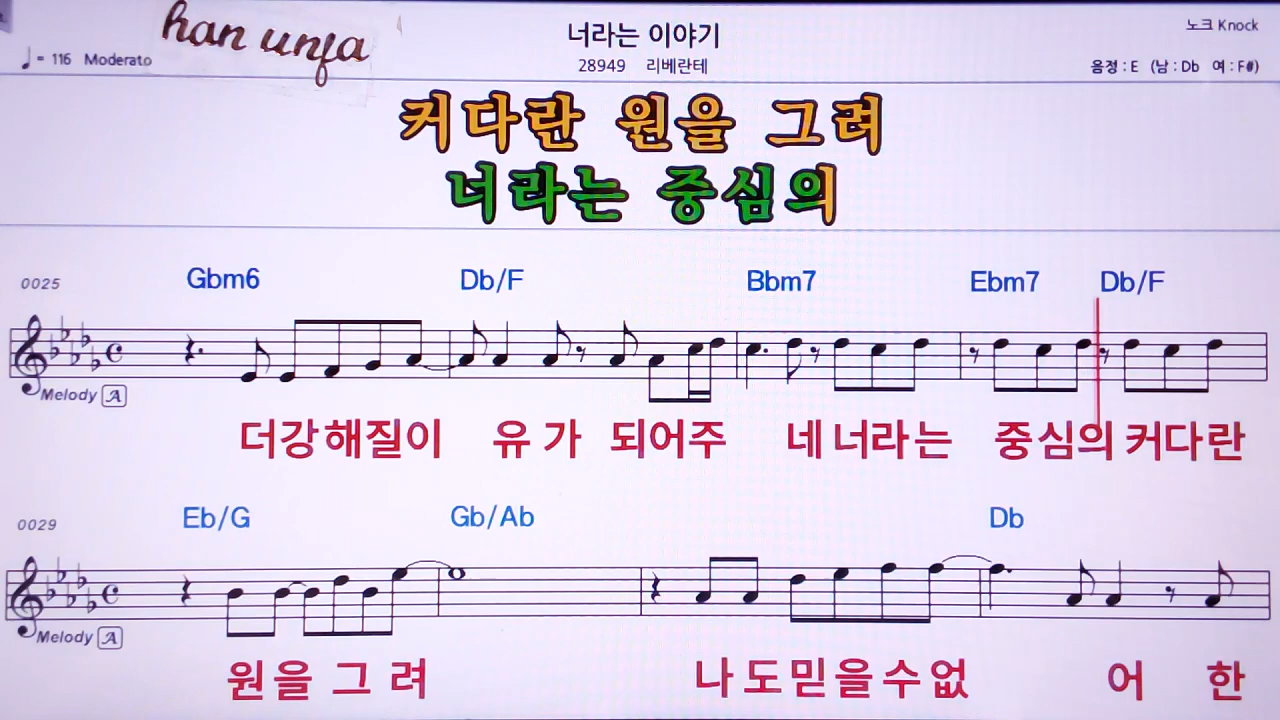 han unfa
너라는 이야기
노크 Knock
♩= 116 Moderato
28949 리베란테
음정 : E (남 : Db 여 : F#)
커다란 원을 그려
너라는 중심의
0025 Gbm6 Db/F Bbm7 Ebm7 Db/F
Melody A
더강해질이 유가 되어주 네너라는 중심의커다란
0029 Eb/G Gb/Ab Db
Melody A
원을그려 나도믿을수없 어 한